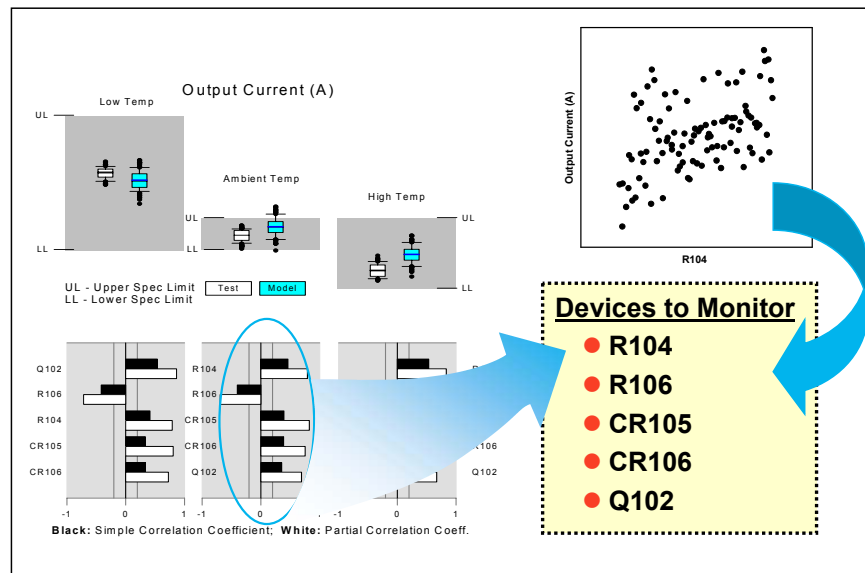 Output Current (A)
Low Temp
UL
LL
Ambient Temp
UL
LL
High Temp
UL
LL
UL - Upper Spec Limit
LL - Lower Spec Limit
Test
Model
Output Current (A)
R104
Devices to Monitor
R104
R106
CR105
CR106
Q102
Q102
R106
R104
CR105
CR106
R104
R106
CR105
CR106
Q102
Q102
-1
0
1
-1
0
1
-1
0
1
Black: Simple Correlation Coefficient; White: Partial Correlation Coeff.